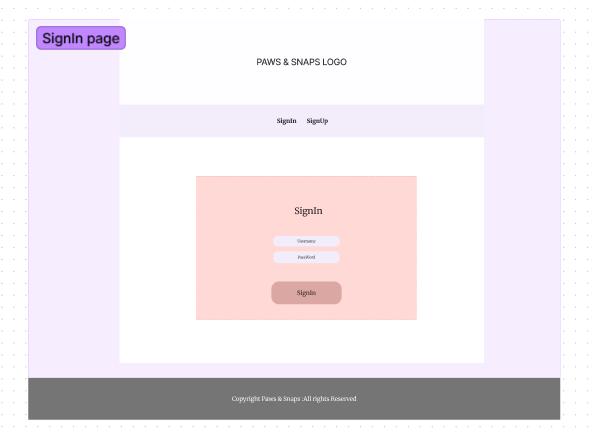 SignIn page
PAWS & SNAPS LOGO
SignIn SignUp
SignIn
Username
PassWord
SignIn
Copyright Paws & Snaps :All rights Reserved